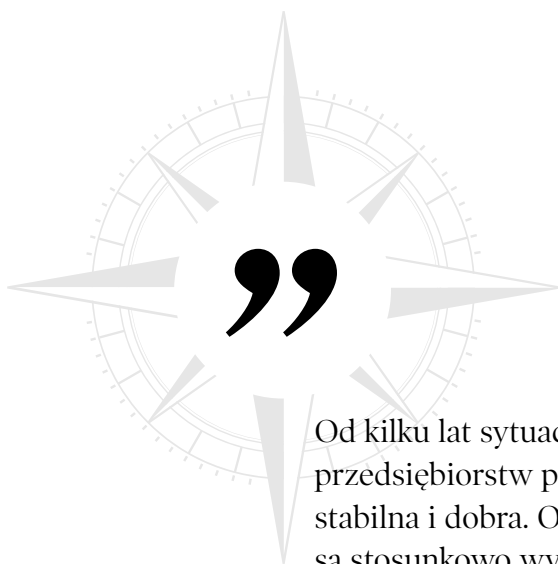 ”
Od kilku lat
przedsiębiorstw
stabilna i dobra.
są stosunkowo